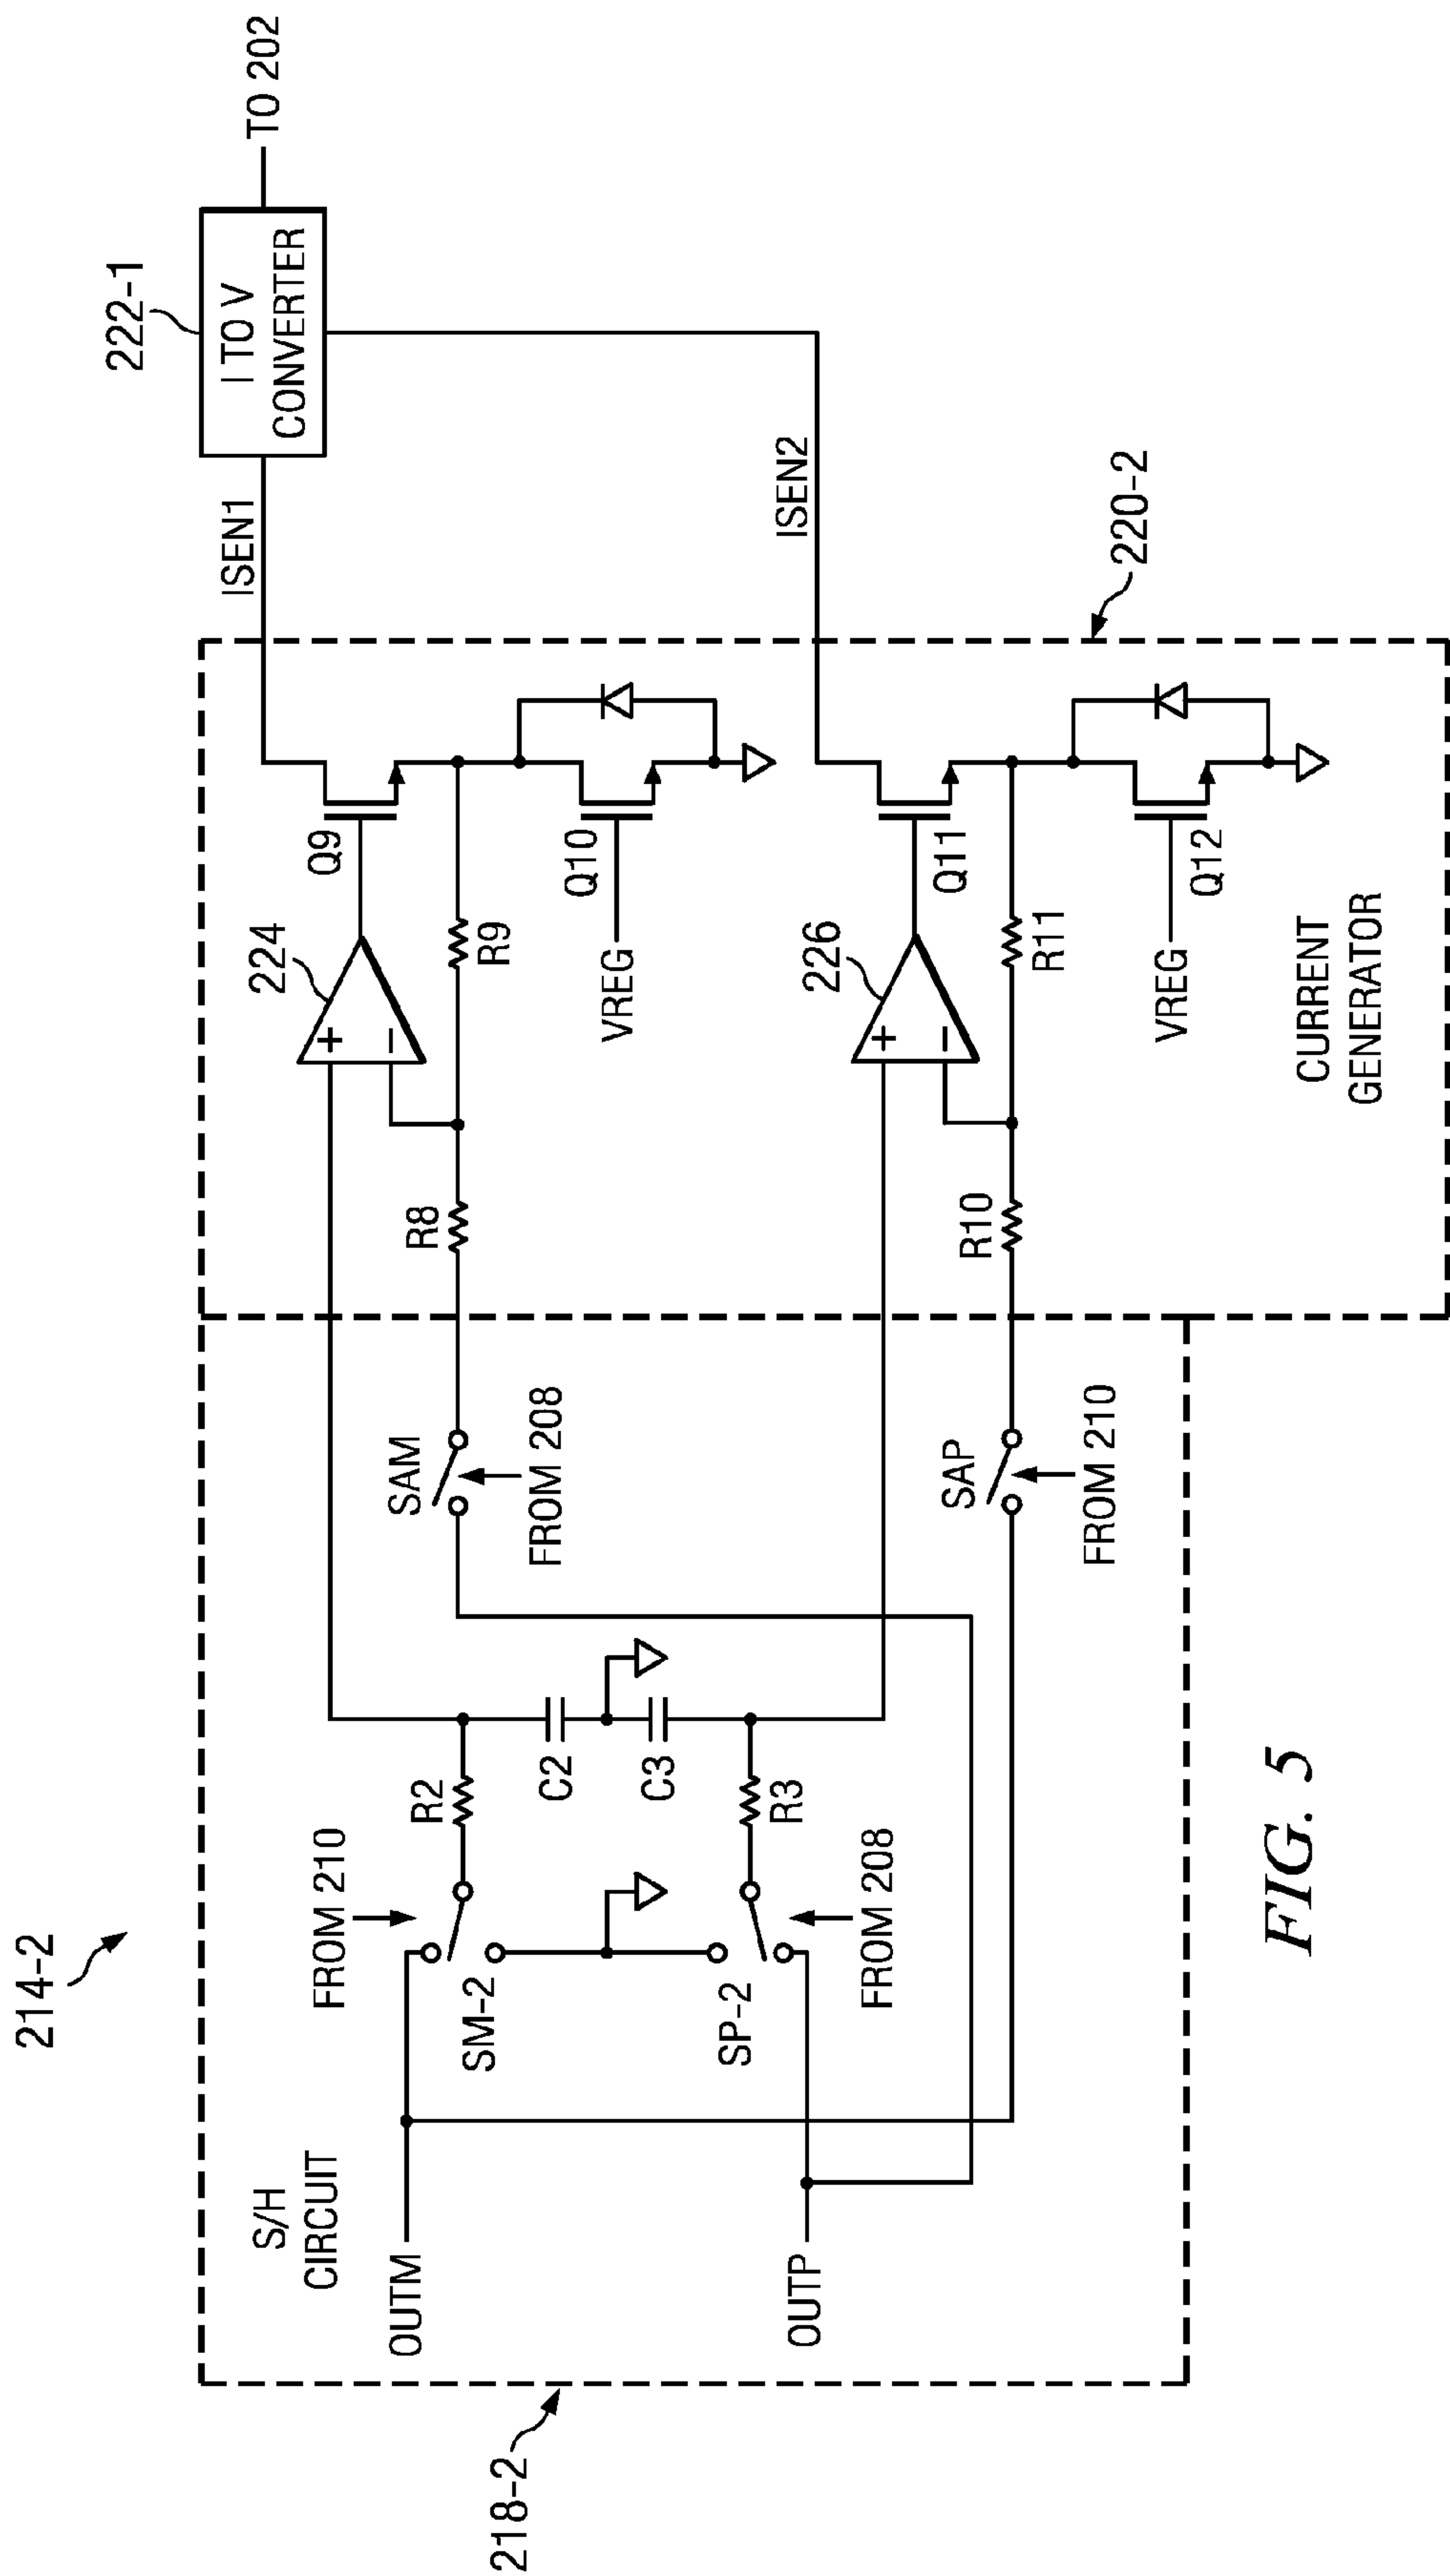 214-2
222-1
I TO V
CONVERTER
TO 202
ISEN1
S/H
CIRCUIT
OUTM
FROM 210
R2
SAM
FROM 208
R8
224
+
−
Q9
R9
Q10
VREG
SM-2
C2
C3
SP-2
R3
FROM 208
OUTP
ISEN2
226
+
−
Q11
R10
R11
SAP
FROM 210
Q12
VREG
CURRENT
GENERATOR
220-2
218-2
FIG. 5